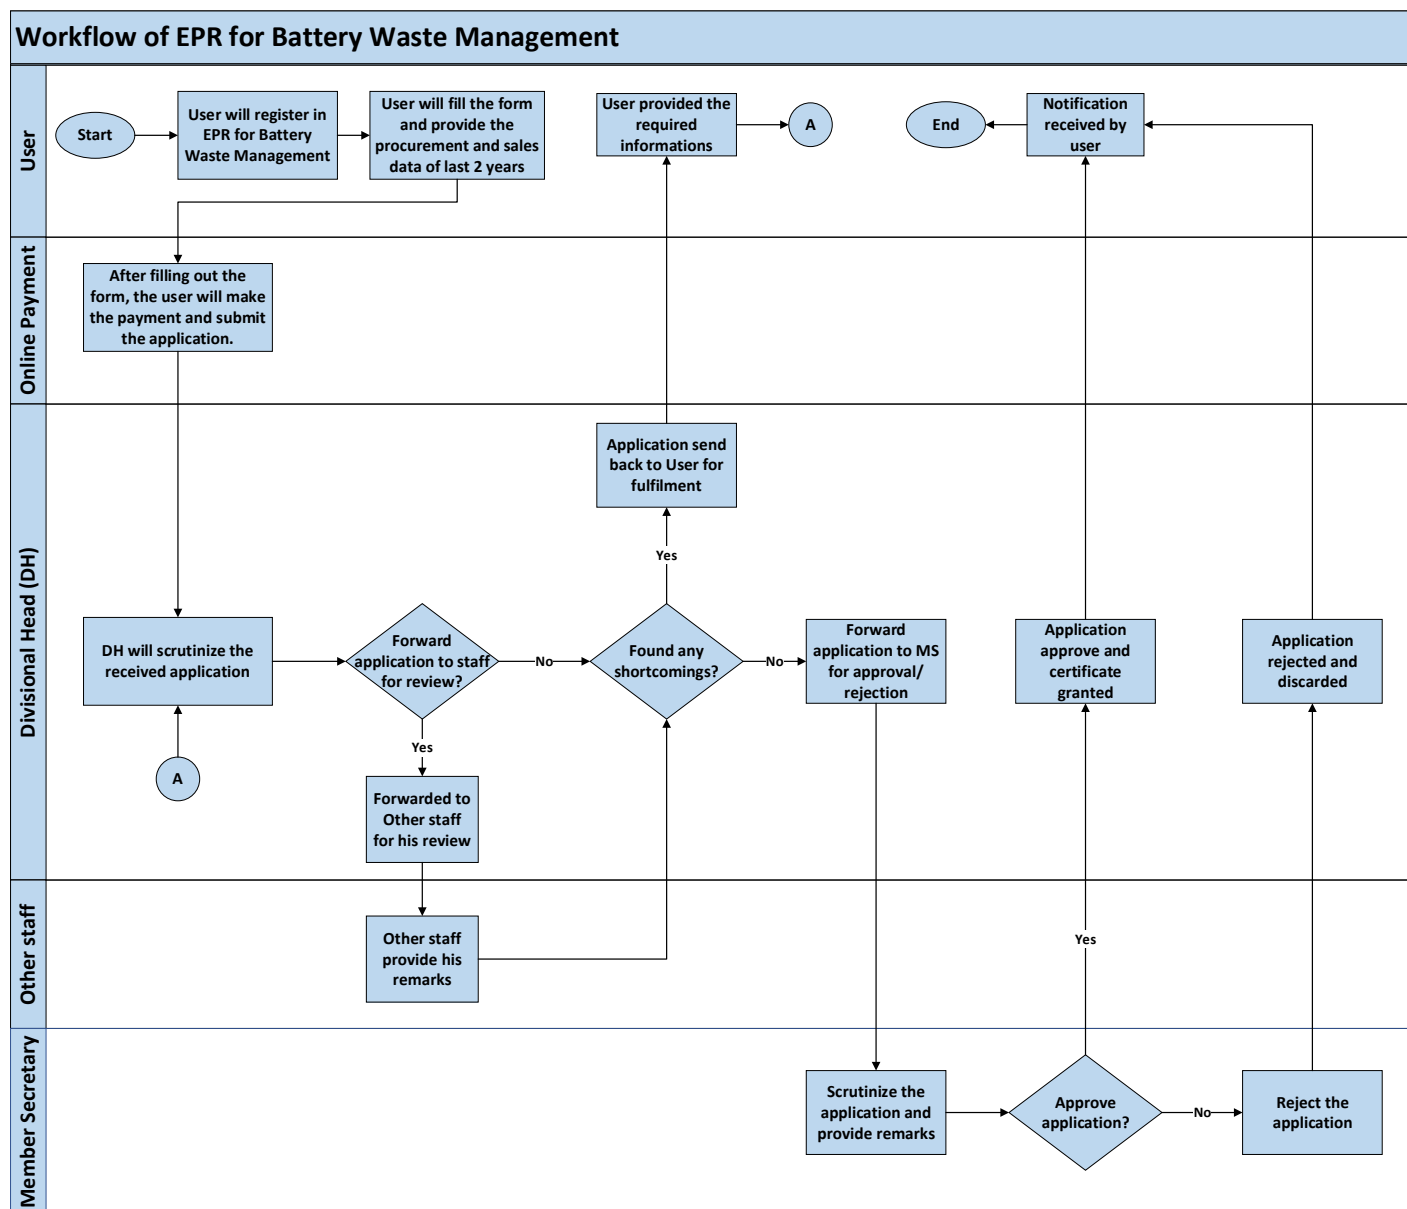 Workflow of EPR for Battery Waste Management
User
Start
User will register in
EPR for Battery
Waste Management
User will fill the form
and provide the
procurement and sales
data of last 2 years
User provided the
required
informations
A
End
Notification
received by
user
Online Payment
After filling out the
form, the user will make
the payment and submit
the application.
Divisional Head (DH)
Application send
back to User for
fulfilment
Yes
DH will scrutinize the
received application
Forward
application to staff
for review?
No
Found any
shortcomings?
No
Forward
application to MS
for approval/
rejection
Application
approve and
certificate
granted
Application
rejected and
discarded
Yes
A
Forwarded to
Other staff
for his review
Other staff
Other staff
provide his
remarks
Yes
Member Secretary
Scrutinize the
application and
provide remarks
Approve
application?
No
Reject the
application